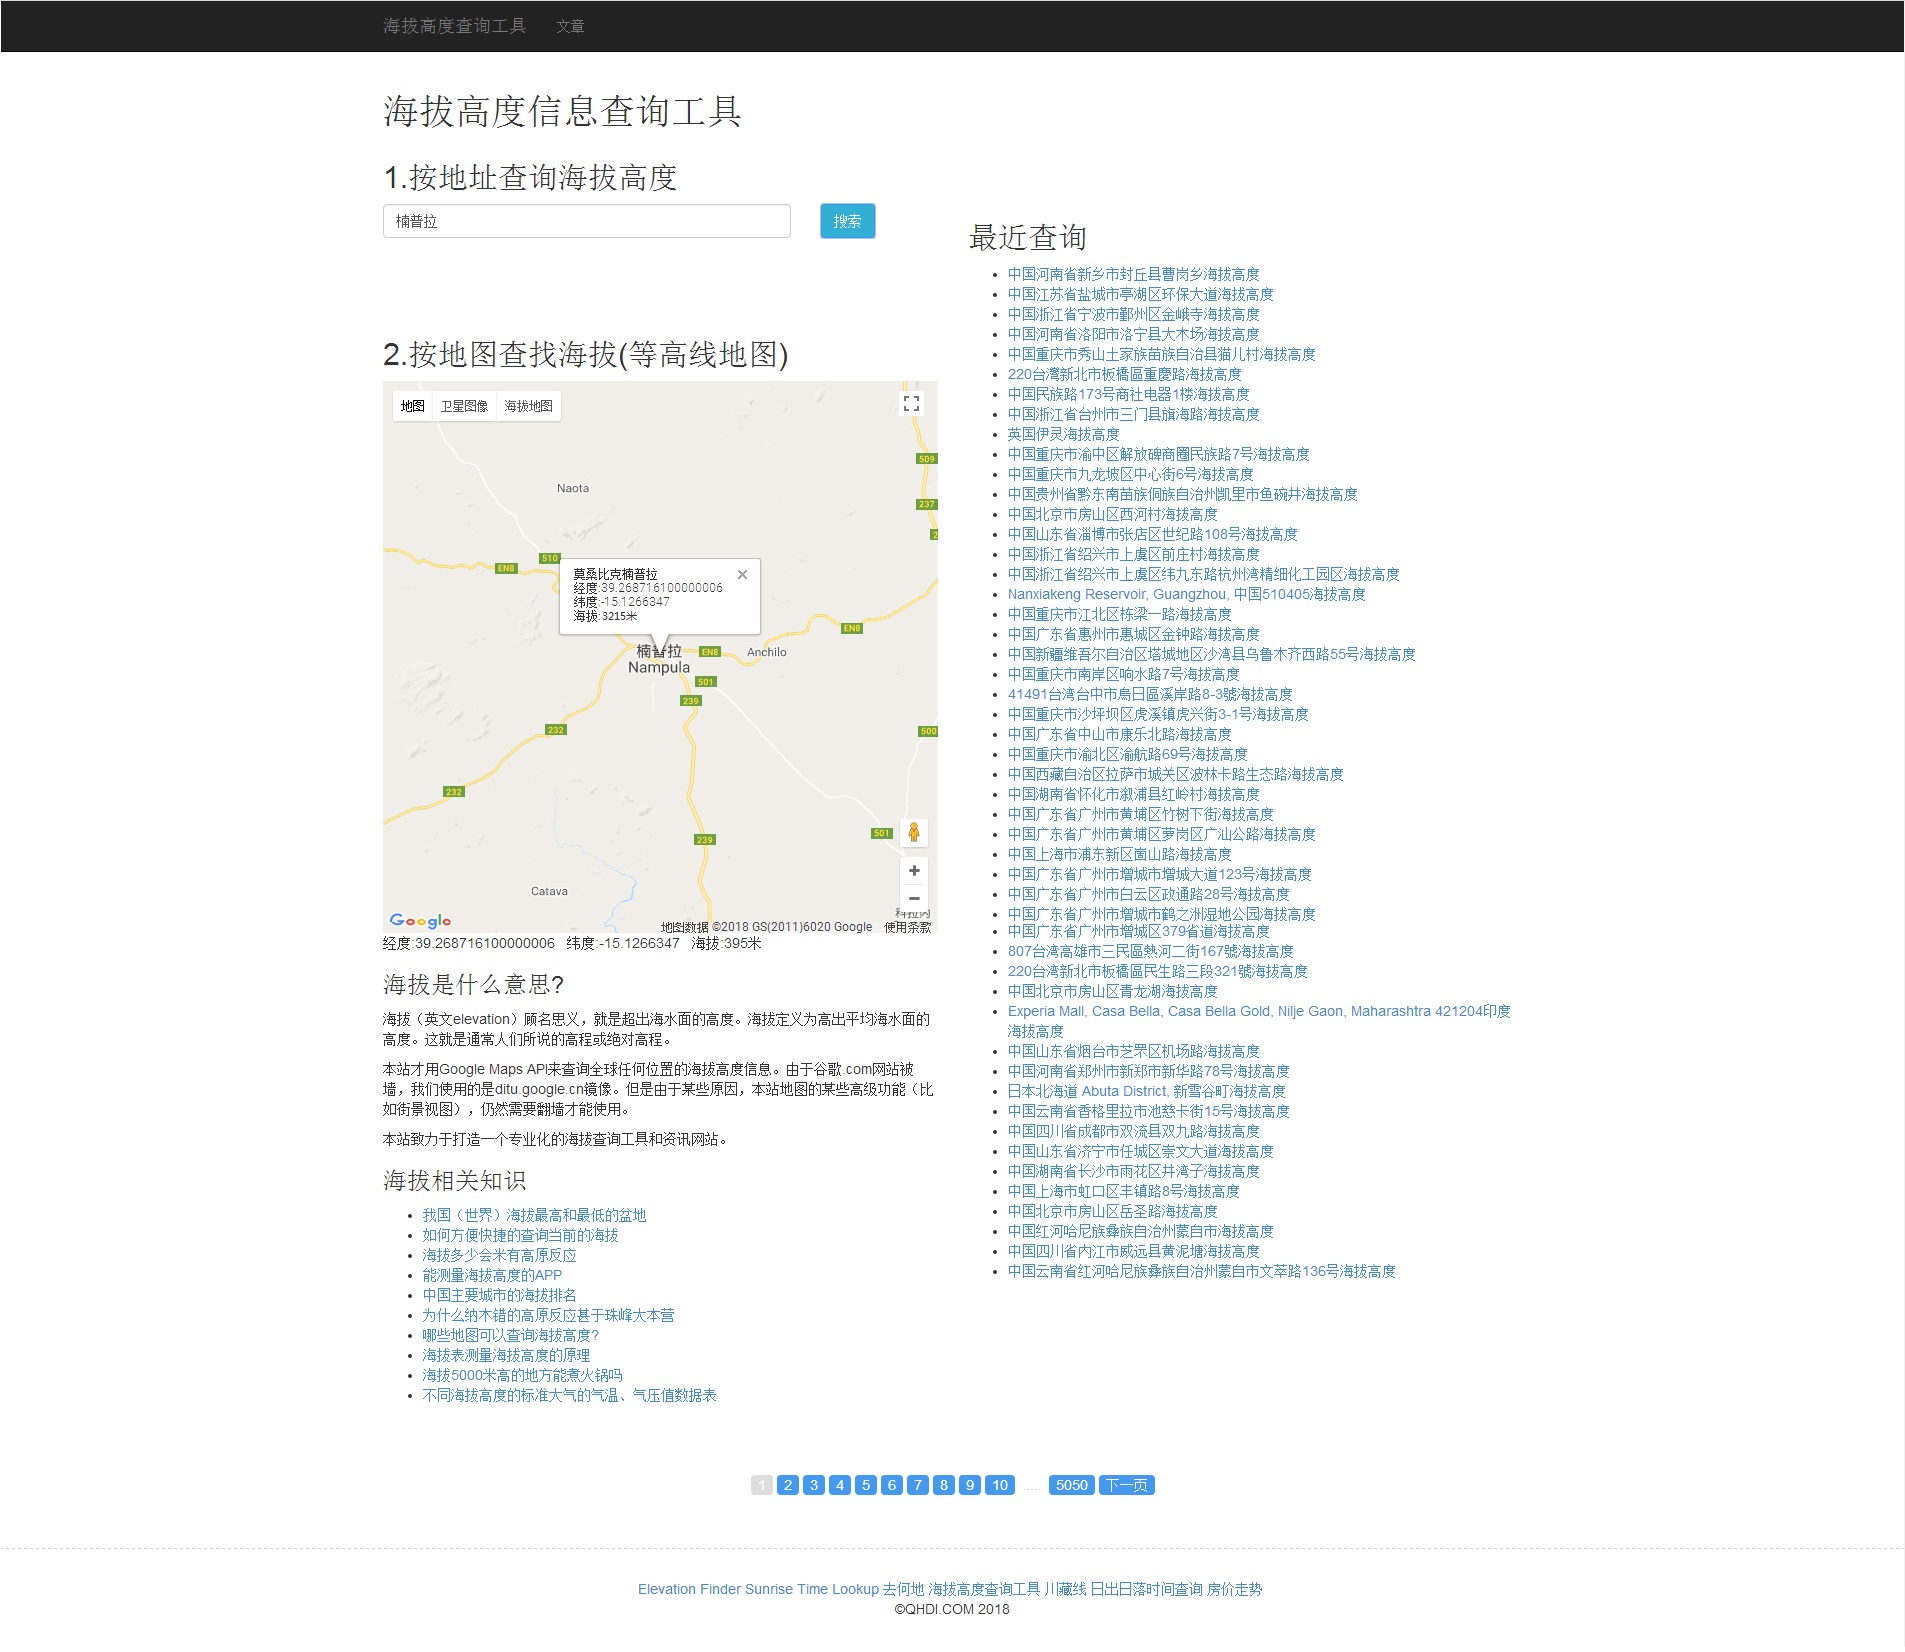 海拔高度查询工具 文章
海拔高度信息查询工具
1.按地址查询海拔高度
楠普拉 搜索
2.按地图查找海拔(等高线地图)
地图 卫星图像 海拔地图
509
Naota
237
2
510
EN8
莫桑比克楠普拉
经度:39.268716100000006
纬度:-15.1266347
海拔:3215米
EN8
楠普拉 EN8 Anchilo
Nampula
501
239
232
500
232
501
239
Catava
科拉内
Google 地图数据 ©2018 GS(2011)6020 Google 使用条款
经度:39.268716100000006 纬度:-15.1266347 海拔:395米
海拔是什么意思?
海拔（英文elevation）顾名思义，就是超出海水面的高度。海拔定义为高出平均海水面的
高度。这就是通常人们所说的高程或绝对高程。
本站才用Google Maps API来查询全球任何位置的海拔高度信息。由于谷歌.com网站被
墙，我们使用的是ditu.google.cn镜像。但是由于某些原因，本站地图的某些高级功能（比
如街景视图），仍然需要翻墙才能使用。
本站致力于打造一个专业化的海拔查询工具和资讯网站。
海拔相关知识
我国（世界）海拔最高和最低的盆地
如何方便快捷的查询当前的海拔
海拔多少会米有高原反应
能测量海拔高度的APP
中国主要城市的海拔排名
为什么纳木错的高原反应甚于珠峰大本营
哪些地图可以查询海拔高度?
海拔表测量海拔高度的原理
海拔5000米高的地方能煮火锅吗
不同海拔高度的标准大气的气温、气压值数据表
最近查询
中国河南省新乡市封丘县曹岗乡海拔高度
中国江苏省盐城市亭湖区环保大道海拔高度
中国浙江省宁波市鄞州区金峨寺海拔高度
中国河南省洛阳市洛宁县大木场海拔高度
中国重庆市秀山土家族苗族自治县猫儿村海拔高度
220台灣新北市板橋區重慶路海拔高度
中国民族路173号商社电器1楼海拔高度
中国浙江省台州市三门县旗海路海拔高度
英国伊灵海拔高度
中国重庆市渝中区解放碑商圈民族路7号海拔高度
中国重庆市九龙坡区中心街6号海拔高度
中国贵州省黔东南苗族侗族自治州凯里市鱼碗井海拔高度
中国北京市房山区西河村海拔高度
中国山东省淄博市张店区世纪路108号海拔高度
中国浙江省绍兴市上虞区前庄村海拔高度
中国浙江省绍兴市上虞区纬九东路杭州湾精细化工园区海拔高度
Nanxiakeng Reservoir, Guangzhou, 中国510405海拔高度
中国重庆市江北区栋梁一路海拔高度
中国广东省惠州市惠城区金钟路海拔高度
中国新疆维吾尔自治区塔城地区沙湾县乌鲁木齐西路55号海拔高度
中国重庆市南岸区响水路7号海拔高度
41491台湾台中市烏日區溪岸路8-3號海拔高度
中国重庆市沙坪坝区虎溪镇虎兴街3-1号海拔高度
中国广东省中山市康乐北路海拔高度
中国重庆市渝北区渝航路69号海拔高度
中国西藏自治区拉萨市城关区波林卡路生态路海拔高度
中国湖南省怀化市溆浦县红岭村海拔高度
中国广东省广州市黄埔区竹树下街海拔高度
中国广东省广州市黄埔区萝岗区广汕公路海拔高度
中国上海市浦东新区崮山路海拔高度
中国广东省广州市增城市增城大道123号海拔高度
中国广东省广州市白云区政通路28号海拔高度
中国广东省广州市增城市鹤之洲湿地公园海拔高度
中国广东省广州市增城区379省道海拔高度
807台湾高雄市三民區熱河二街167號海拔高度
220台湾新北市板橋區民生路三段321號海拔高度
中国北京市房山区青龙湖海拔高度
Experia Mall, Casa Bella, Casa Bella Gold, Nilje Gaon, Maharashtra 421204印度
海拔高度
中国山东省烟台市芝罘区机场路海拔高度
中国河南省郑州市新郑市新华路78号海拔高度
日本北海道 Abuta District, 新雪谷町海拔高度
中国云南省香格里拉市池慈卡街15号海拔高度
中国四川省成都市双流县双九路海拔高度
中国山东省济宁市任城区崇文大道海拔高度
中国湖南省长沙市雨花区井湾子海拔高度
中国上海市虹口区丰镇路8号海拔高度
中国北京市房山区岳圣路海拔高度
中国红河哈尼族彝族自治州蒙自市海拔高度
中国四川省内江市威远县黄泥塘海拔高度
中国云南省红河哈尼族彝族自治州蒙自市文萃路136号海拔高度
1 2 3 4 5 6 7 8 9 10 ... 5050 下一页
Elevation Finder Sunrise Time Lookup 去何地 海拔高度查询工具 川藏线 日出日落时间查询 房价走势
©QHDI.COM 2018